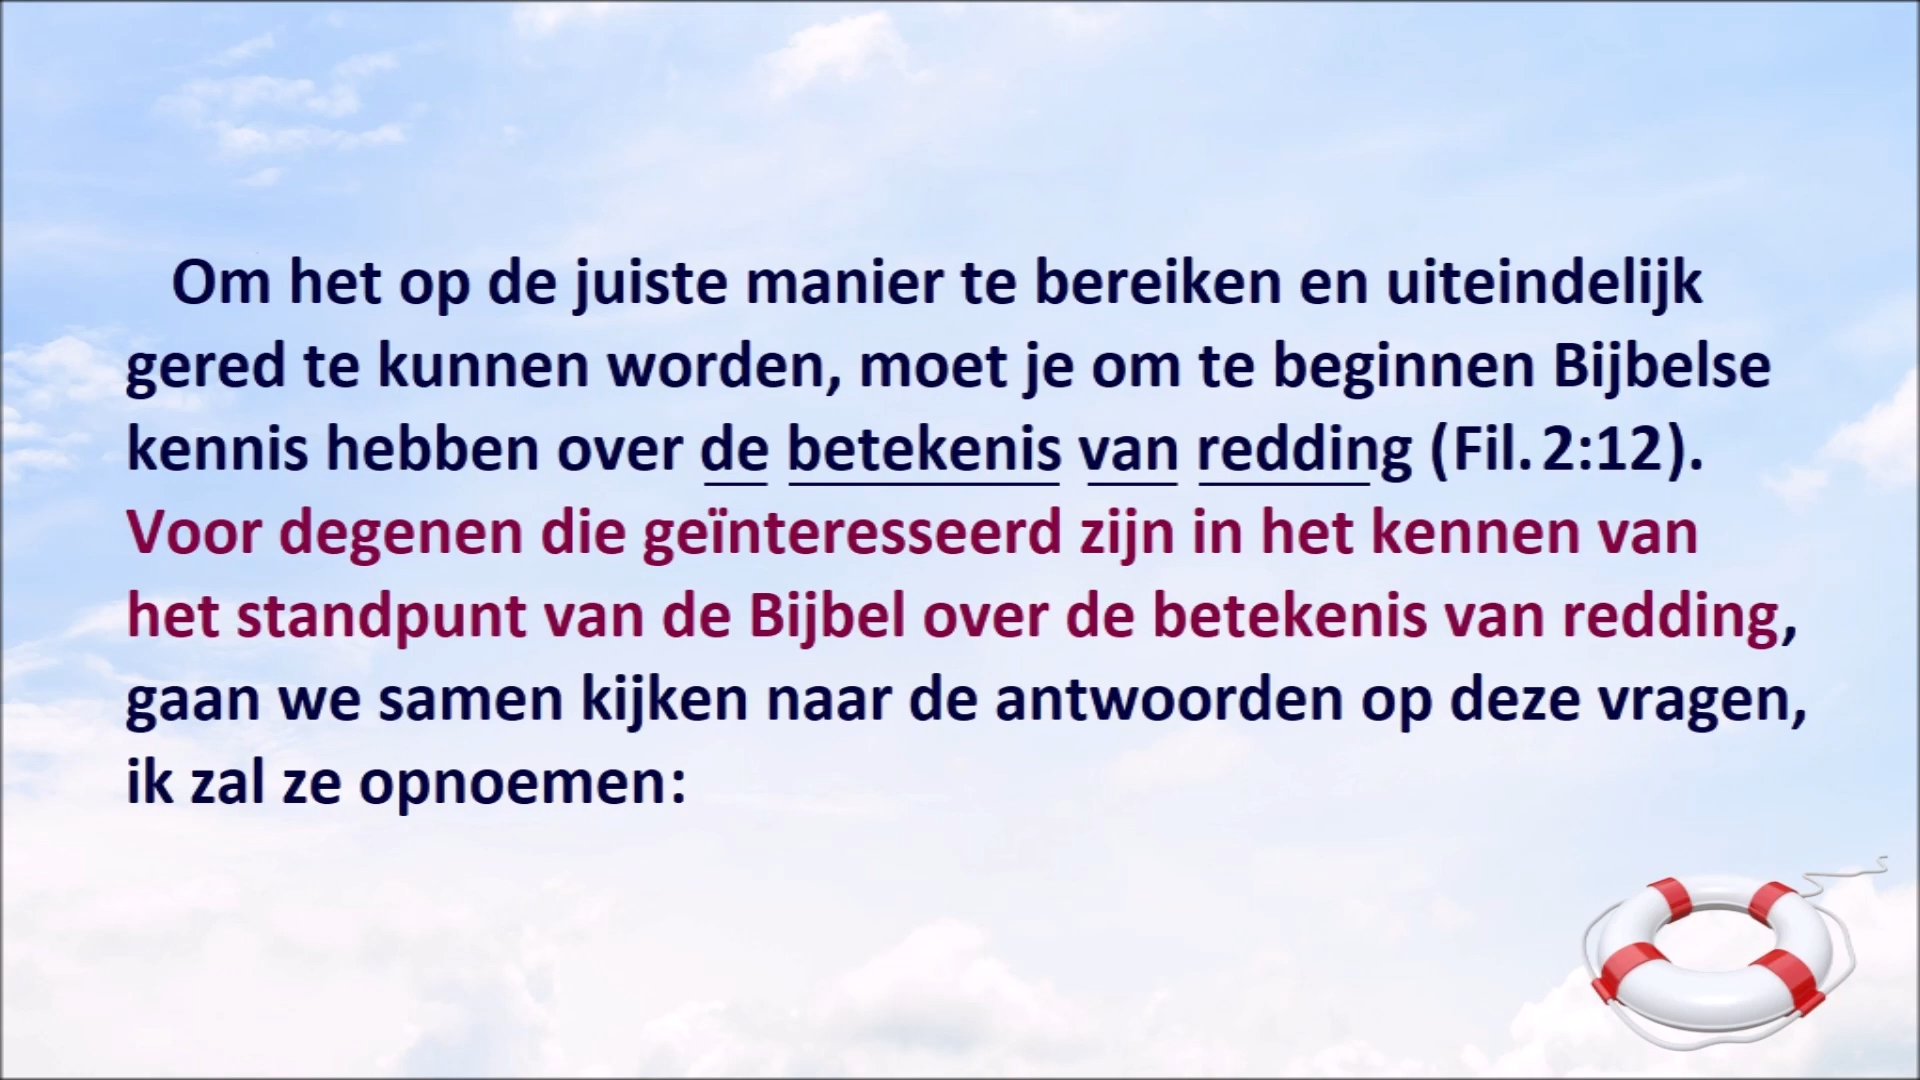 Om het op de juiste manier te bereiken en uiteindelijk
gered te kunnen worden, moet je om te beginnen Bijbelse
kennis hebben over de betekenis van redding (Fil. 2:12).
Voor degenen die geïnteresseerd zijn in het kennen van
het standpunt van de Bijbel over de betekenis van redding,
gaan we samen kijken naar de antwoorden op deze vragen,
ik zal ze opnoemen: